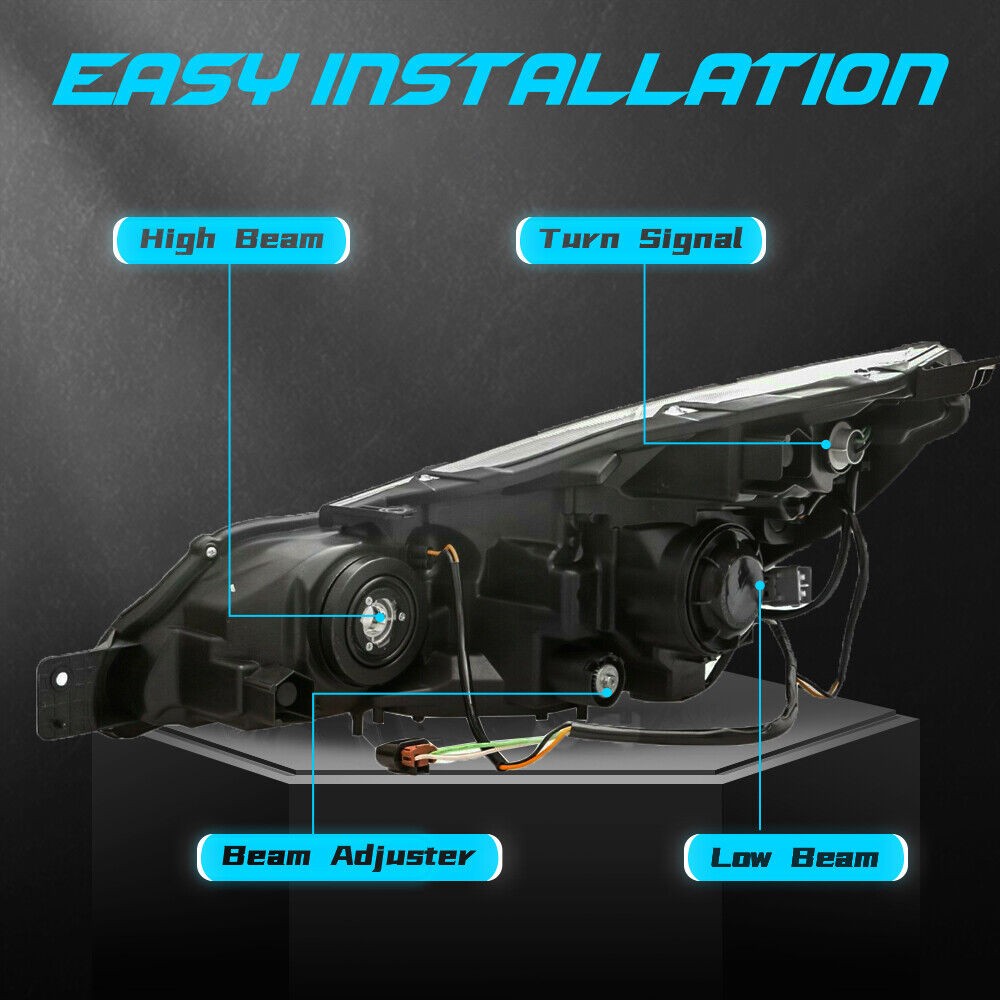 EASY INSTALLATION
High Beam
Turn Signal
Beam Adjuster
Low Beam